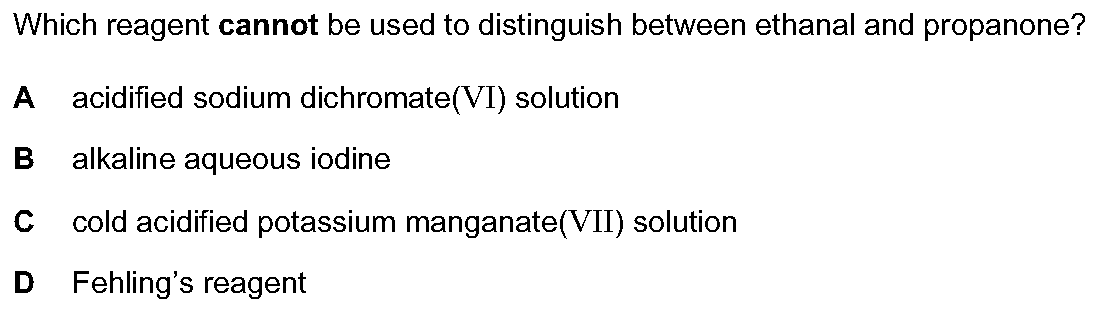 Which reagent cannot be used to distinguish between ethanal and propanone?
A acidified sodium dichromate(VI) solution
B alkaline aqueous iodine
C cold acidified potassium manganate(VII) solution
D Fehling’s reagent